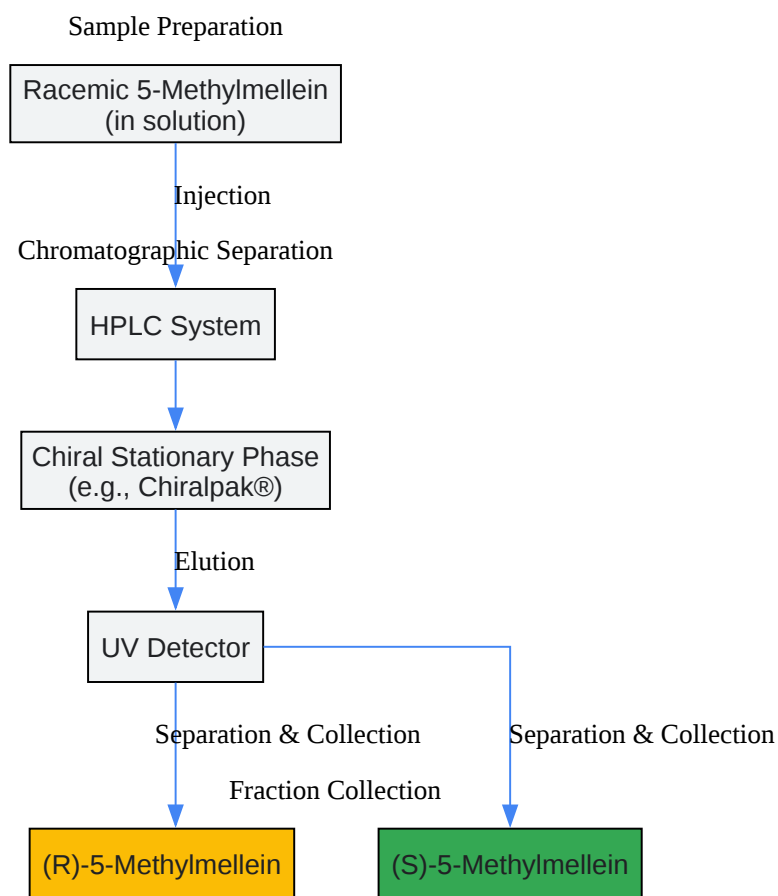 Sample Preparation
Racemic 5-Methylmellein
(in solution)
Injection
Chromatographic Separation
HPLC System
Chiral Stationary Phase
(e.g., Chiralpak®)
Elution
UV Detector
Separation & Collection
Separation & Collection
Fraction Collection
(R)-5-Methylmellein
(S)-5-Methylmellein